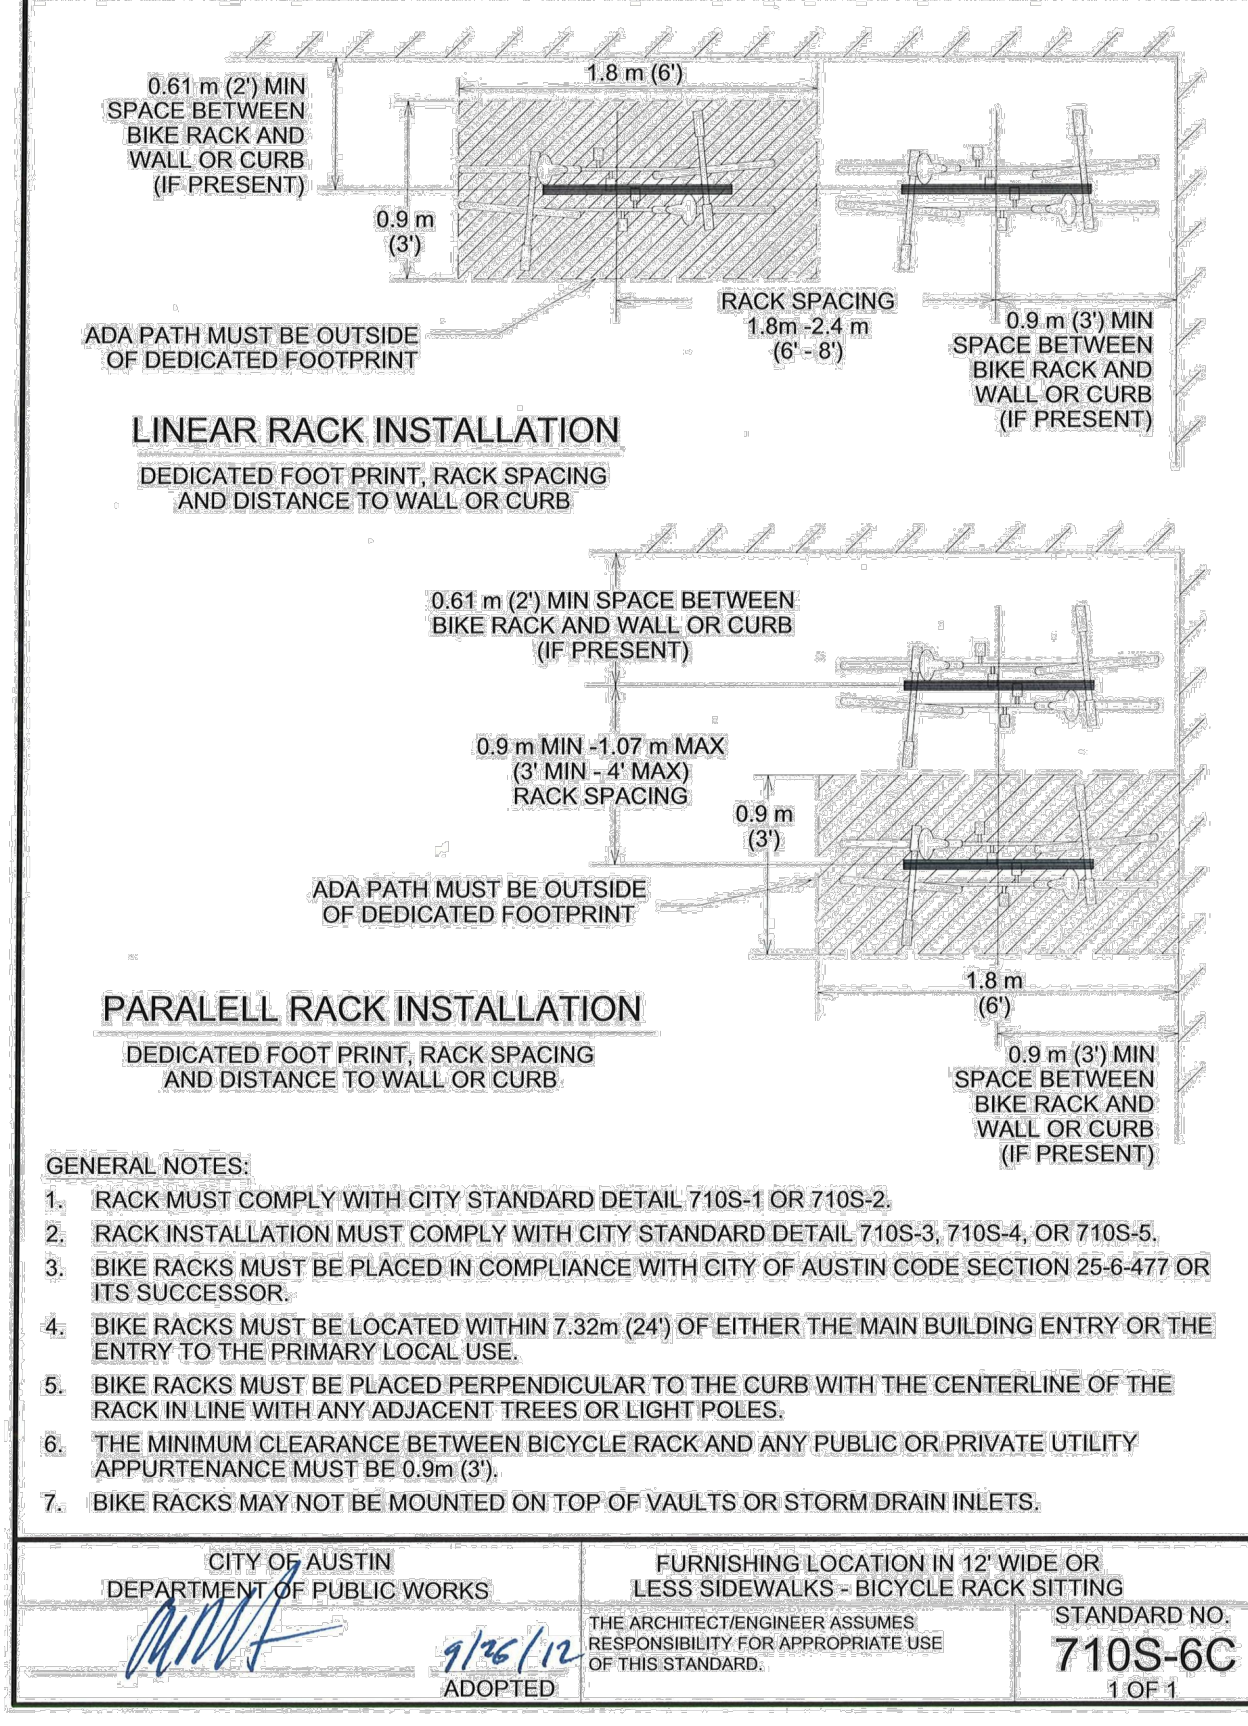 1.8 m (6')
0.61 m (2') MIN
SPACE BETWEEN
BIKE RACK AND
WALL OR CURB
(IF PRESENT)
0.9 m
(3')
RACK SPACING
1.8m -2.4 m
(6' - 8')
0.9 m (3') MIN
SPACE BETWEEN
BIKE RACK AND
WALL OR CURB
(IF PRESENT)
ADA PATH MUST BE OUTSIDE
OF DEDICATED FOOTPRINT
LINEAR RACK INSTALLATION
DEDICATED FOOT PRINT, RACK SPACING
AND DISTANCE TO WALL OR CURB
0.61 m (2') MIN SPACE BETWEEN
BIKE RACK AND WALL OR CURB
(IF PRESENT)
0.9 m MIN -1.07 m MAX
(3' MIN - 4' MAX)
RACK SPACING
0.9 m
(3')
ADA PATH MUST BE OUTSIDE
OF DEDICATED FOOTPRINT
1.8 m
(6')
PARALELL RACK INSTALLATION
DEDICATED FOOT PRINT, RACK SPACING
AND DISTANCE TO WALL OR CURB
0.9 m (3') MIN
SPACE BETWEEN
BIKE RACK AND
WALL OR CURB
(IF PRESENT)
GENERAL NOTES:
1. RACK MUST COMPLY WITH CITY STANDARD DETAIL 710S-1 OR 710S-2.
2. RACK INSTALLATION MUST COMPLY WITH CITY STANDARD DETAIL 710S-3, 710S-4, OR 710S-5.
3. BIKE RACKS MUST BE PLACED IN COMPLIANCE WITH CITY OF AUSTIN CODE SECTION 25-6-477 OR
ITS SUCCESSOR.
4. BIKE RACKS MUST BE LOCATED WITHIN 7.32m (24') OF EITHER THE MAIN BUILDING ENTRY OR THE
ENTRY TO THE PRIMARY LOCAL USE.
5. BIKE RACKS MUST BE PLACED PERPENDICULAR TO THE CURB WITH THE CENTERLINE OF THE
RACK IN LINE WITH ANY ADJACENT TREES OR LIGHT POLES.
6. THE MINIMUM CLEARANCE BETWEEN BICYCLE RACK AND ANY PUBLIC OR PRIVATE UTILITY
APPURTENANCE MUST BE 0.9m (3').
7. BIKE RACKS MAY NOT BE MOUNTED ON TOP OF VAULTS OR STORM DRAIN INLETS.
CITY OF AUSTIN
DEPARTMENT OF PUBLIC WORKS
9/26/12
ADOPTED
FURNISHING LOCATION IN 12' WIDE OR
LESS SIDEWALKS - BICYCLE RACK SITTING
THE ARCHITECT/ENGINEER ASSUMES
RESPONSIBILITY FOR APPROPRIATE USE
OF THIS STANDARD.
STANDARD NO.
710S-6C
1 OF 1